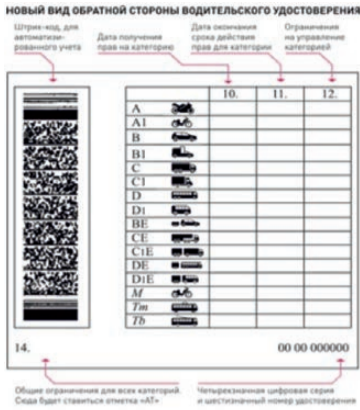 НОВЫЙ ВИД ОБРАТНОЙ СТОРОНЫ ВОДИТЕЛЬСКОГО УДОСТОВЕРЕНИЯ
Штрих-код, для
автоматизи-
рованного учета
Дата получения
прав на категорию
Дата окончания
срока действия
прав для категории
Ограничения
на управление
категорией
10. 11. 12.
A
A1
B
B1
C
C1
D
D1
BE
CE
C1E
DE
D1E
M
Tm
Tb
14. 00 00 000000
Общие ограничения для всех категорий.
Сюда будет ставиться отметка «АТ»
Четырехзначная цифровая серия
и шестизначный номер удостоверения